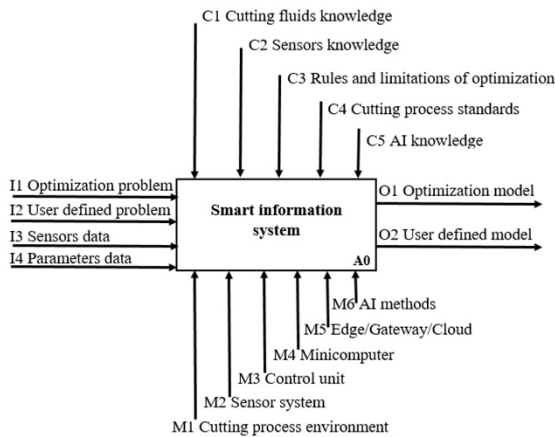 C1 Cutting fluids knowledge
C2 Sensors knowledge
C3 Rules and limitations of optimization
C4 Cutting process standards
C5 AI knowledge
I1 Optimization problem
I2 User defined problem
I3 Sensors data
I4 Parameters data
Smart information
system
A0
O1 Optimization model
O2 User defined model
M6 AI methods
M5 Edge/Gateway/Cloud
M4 Minicomputer
M3 Control unit
M2 Sensor system
M1 Cutting process environment